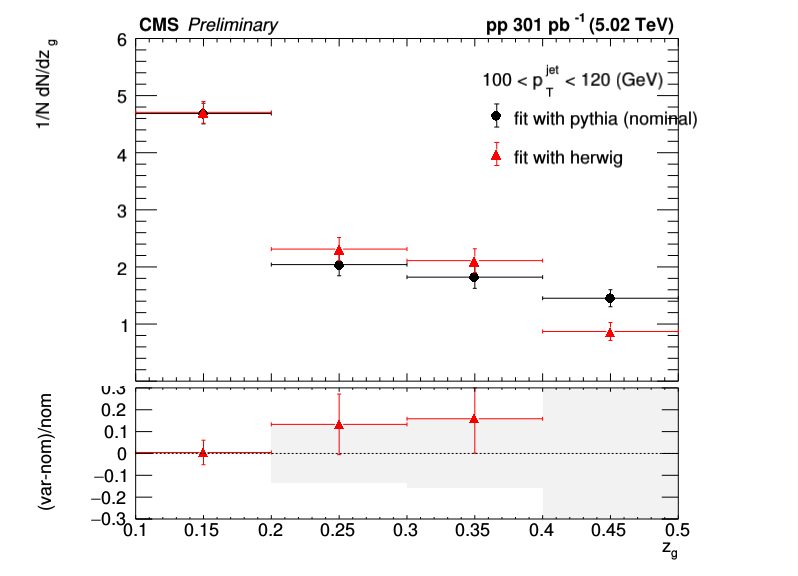 CMS Preliminary pp 301 pb -1 (5.02 TeV)
1/N dN/dz g
6
5
4
3
2
1
100 < p T jet < 120 (GeV)
fit with pythia (nominal)
fit with herwig
(var-nom)/nom
0.3
0.2
0.1
0
−0.1
−0.2
−0.3
0.1 0.15 0.2 0.25 0.3 0.35 0.4 0.45 0.5
z g